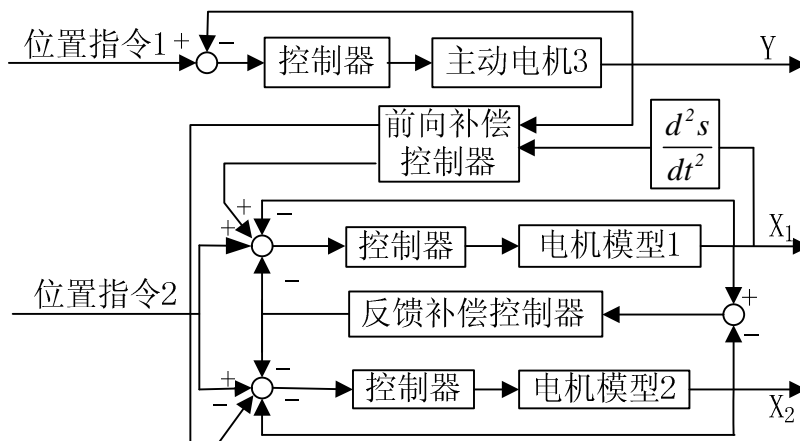 位置指令1
+
−
控制器
主动电机3
Y
前向补偿
控制器
d²s
dt²
+
+
−
控制器
电机模型1
X₁
−
位置指令2
反馈补偿控制器
+
−
−
+
−
−
控制器
电机模型2
X₂